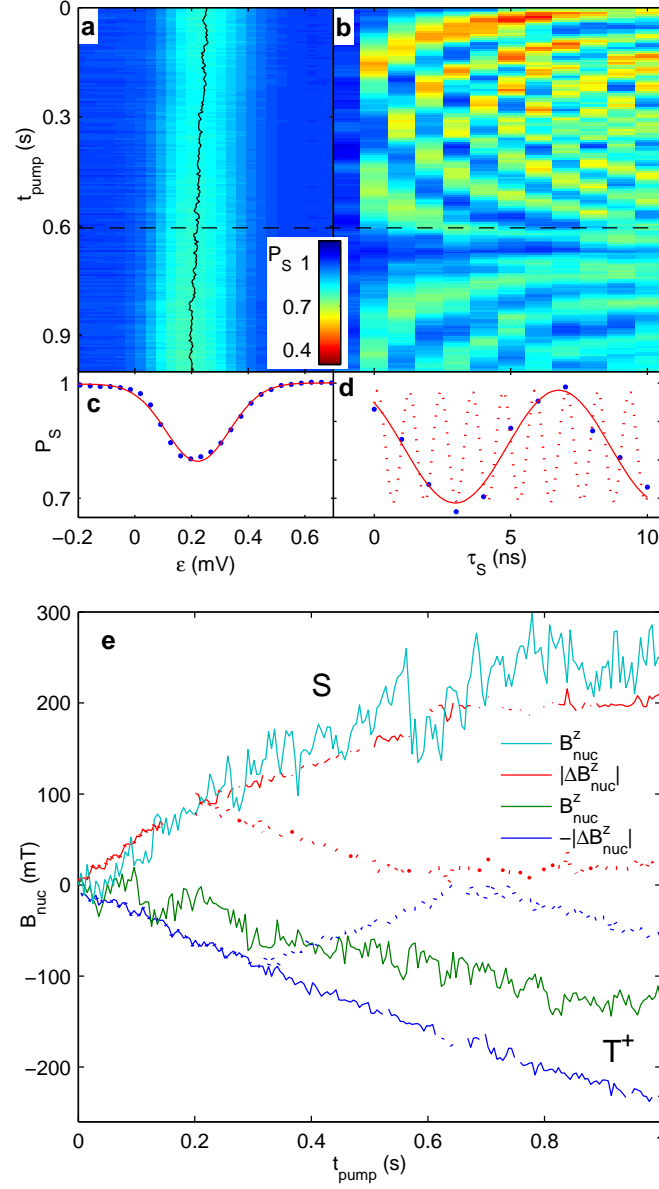 a
b
0
0.3
0.6
0.9
t_pump (s)
P_S
1
0.7
0.4
c
d
1
P_S
0.7
−0.2 0 0.2 0.4 0.6
ε (mV)
0 5 10
τ_S (ns)
e
300
200
100
0
−100
−200
B_nuc (mT)
S
B^z_nuc
|ΔB^z_nuc|
B^z_nuc
−|ΔB^z_nuc|
T^+
0 0.2 0.4 0.6 0.8 1
t_pump (s)